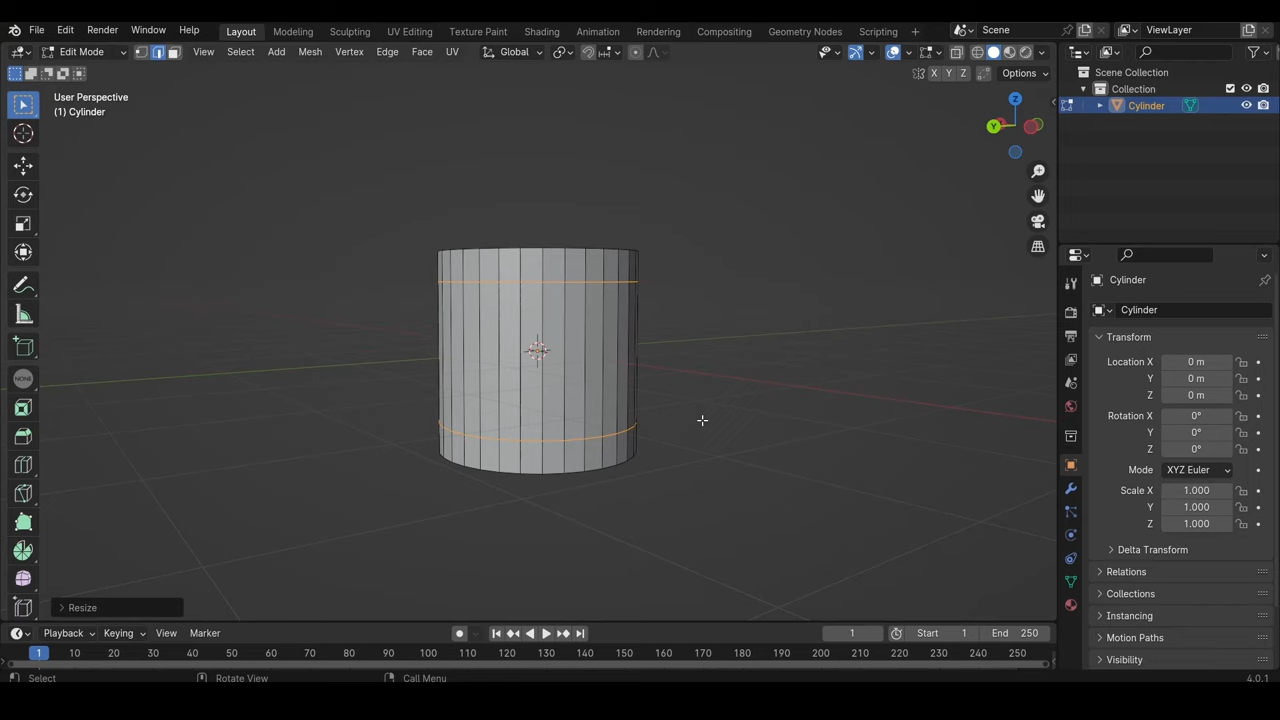 File Edit Render Window Help Layout Modeling Sculpting UV Editing Texture Paint Shading Animation Rendering Compositing Geometry Nodes Scripting + Scene ViewLayer
Edit Mode View Select Add Mesh Vertex Edge Face UV Global
X Y Z Options
User Perspective
(1) Cylinder
Z
Y
NONE
Resize
Scene Collection
Collection
Cylinder
Cylinder
Cylinder
Transform
Location X 0 m
Y 0 m
Z 0 m
Rotation X 0°
Y 0°
Z 0°
Mode XYZ Euler
Scale X 1.000
Y 1.000
Z 1.000
Delta Transform
Relations
Collections
Instancing
Motion Paths
Visibility
Playback Keying View Marker 1 Start 1 End 250
1 10 20 30 40 50 60 70 80 90 100 110 120 130 140 150 160 170 180 190 200 210 220 230 240 250
Select Rotate View Call Menu 4.0.1